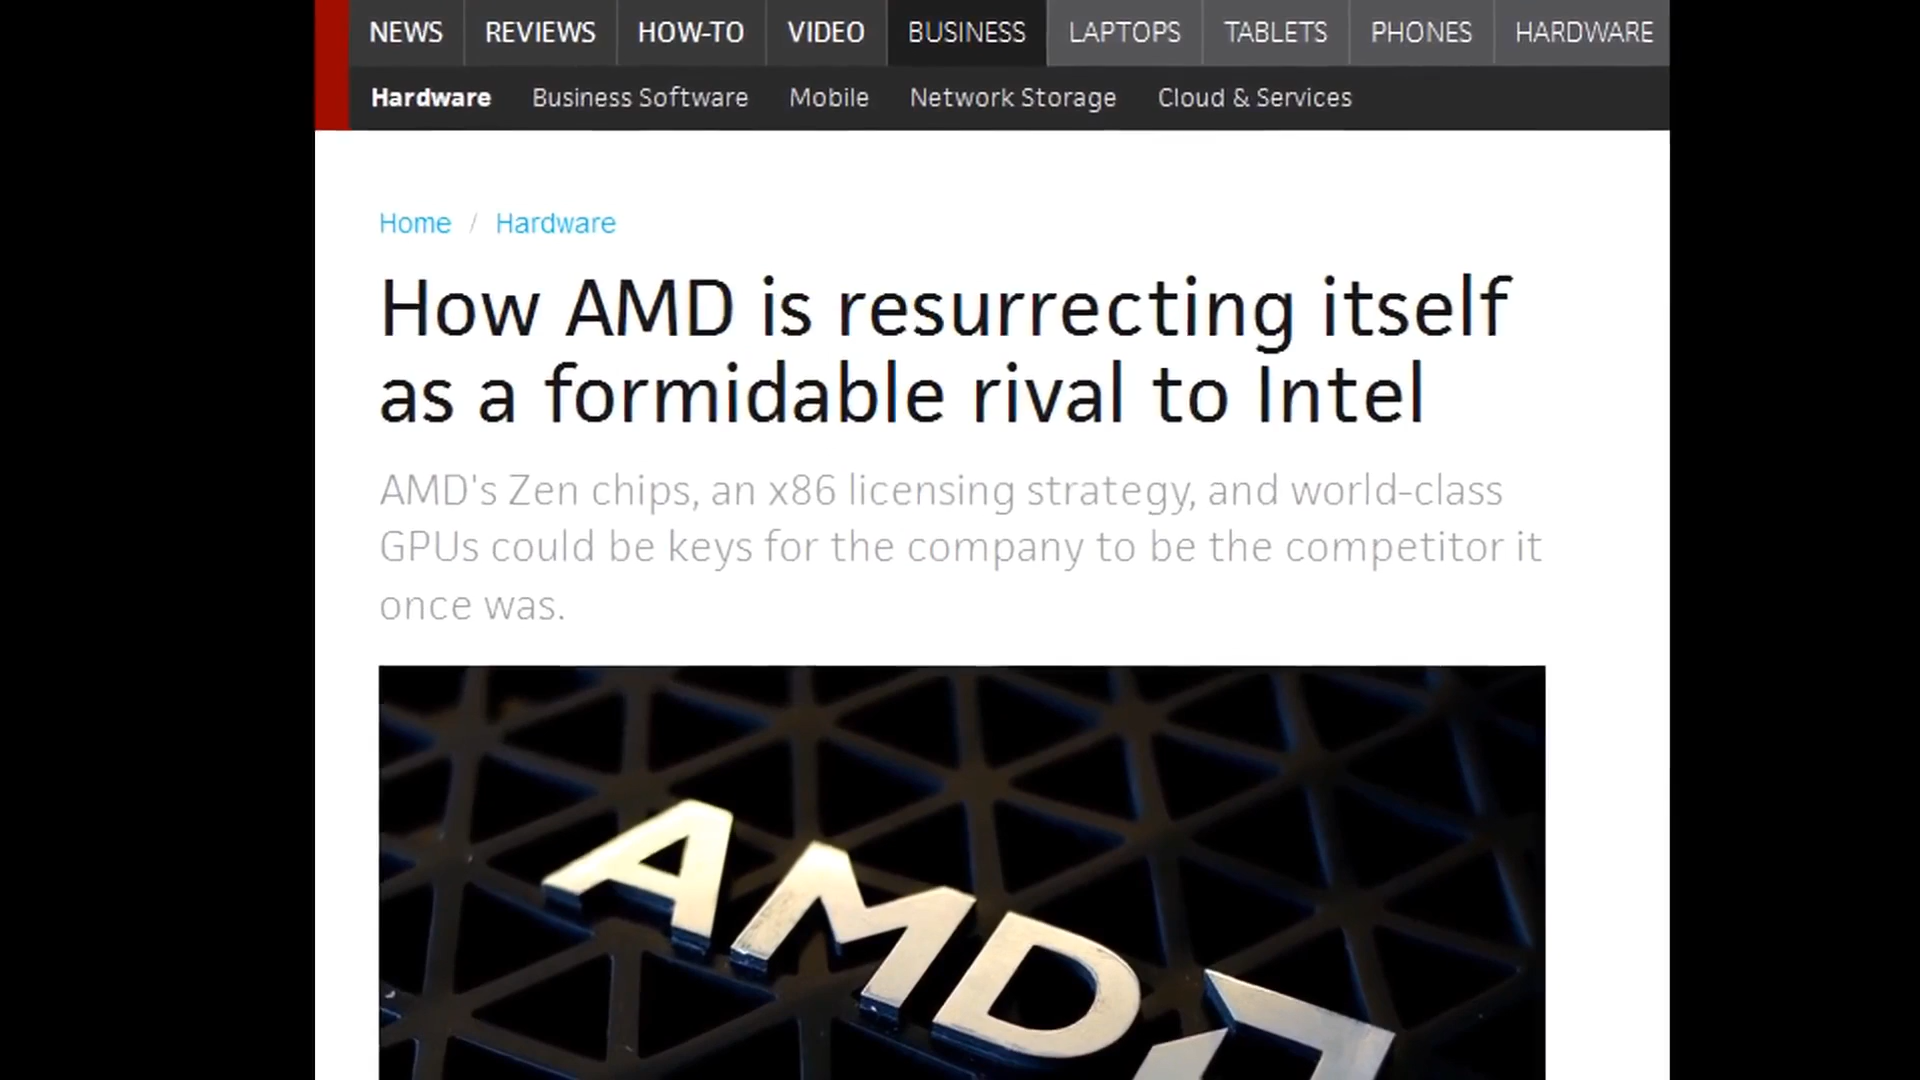 NEWS REVIEWS HOW-TO VIDEO BUSINESS LAPTOPS TABLETS PHONES HARDWARE
Hardware Business Software Mobile Network Storage Cloud & Services
Home / Hardware
How AMD is resurrecting itself
as a formidable rival to Intel
AMD's Zen chips, an x86 licensing strategy, and world-class
GPUs could be keys for the company to be the competitor it
once was.
AMD